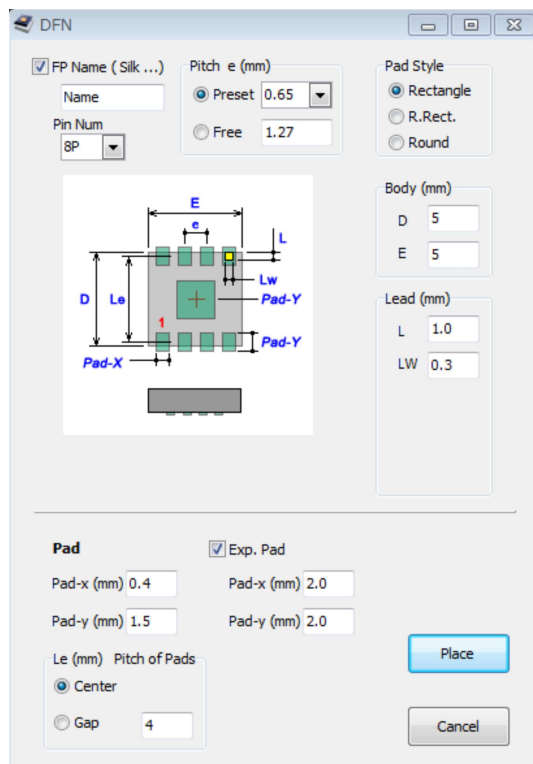 DFN
FP Name ( Silk ...)
Name
Pin Num
8P
Pitch e (mm)
Preset 0.65
Free 1.27
Pad Style
Rectangle
R.Rect.
Round
E
e
L
Lw
D
Le
Pad-Y
1
Pad-Y
Pad-X
Body (mm)
D 5
E 5
Lead (mm)
L 1.0
LW 0.3
Pad
Pad-x (mm) 0.4
Pad-y (mm) 1.5
Exp. Pad
Pad-x (mm) 2.0
Pad-y (mm) 2.0
Le (mm) Pitch of Pads
Center
Gap 4
Place
Cancel